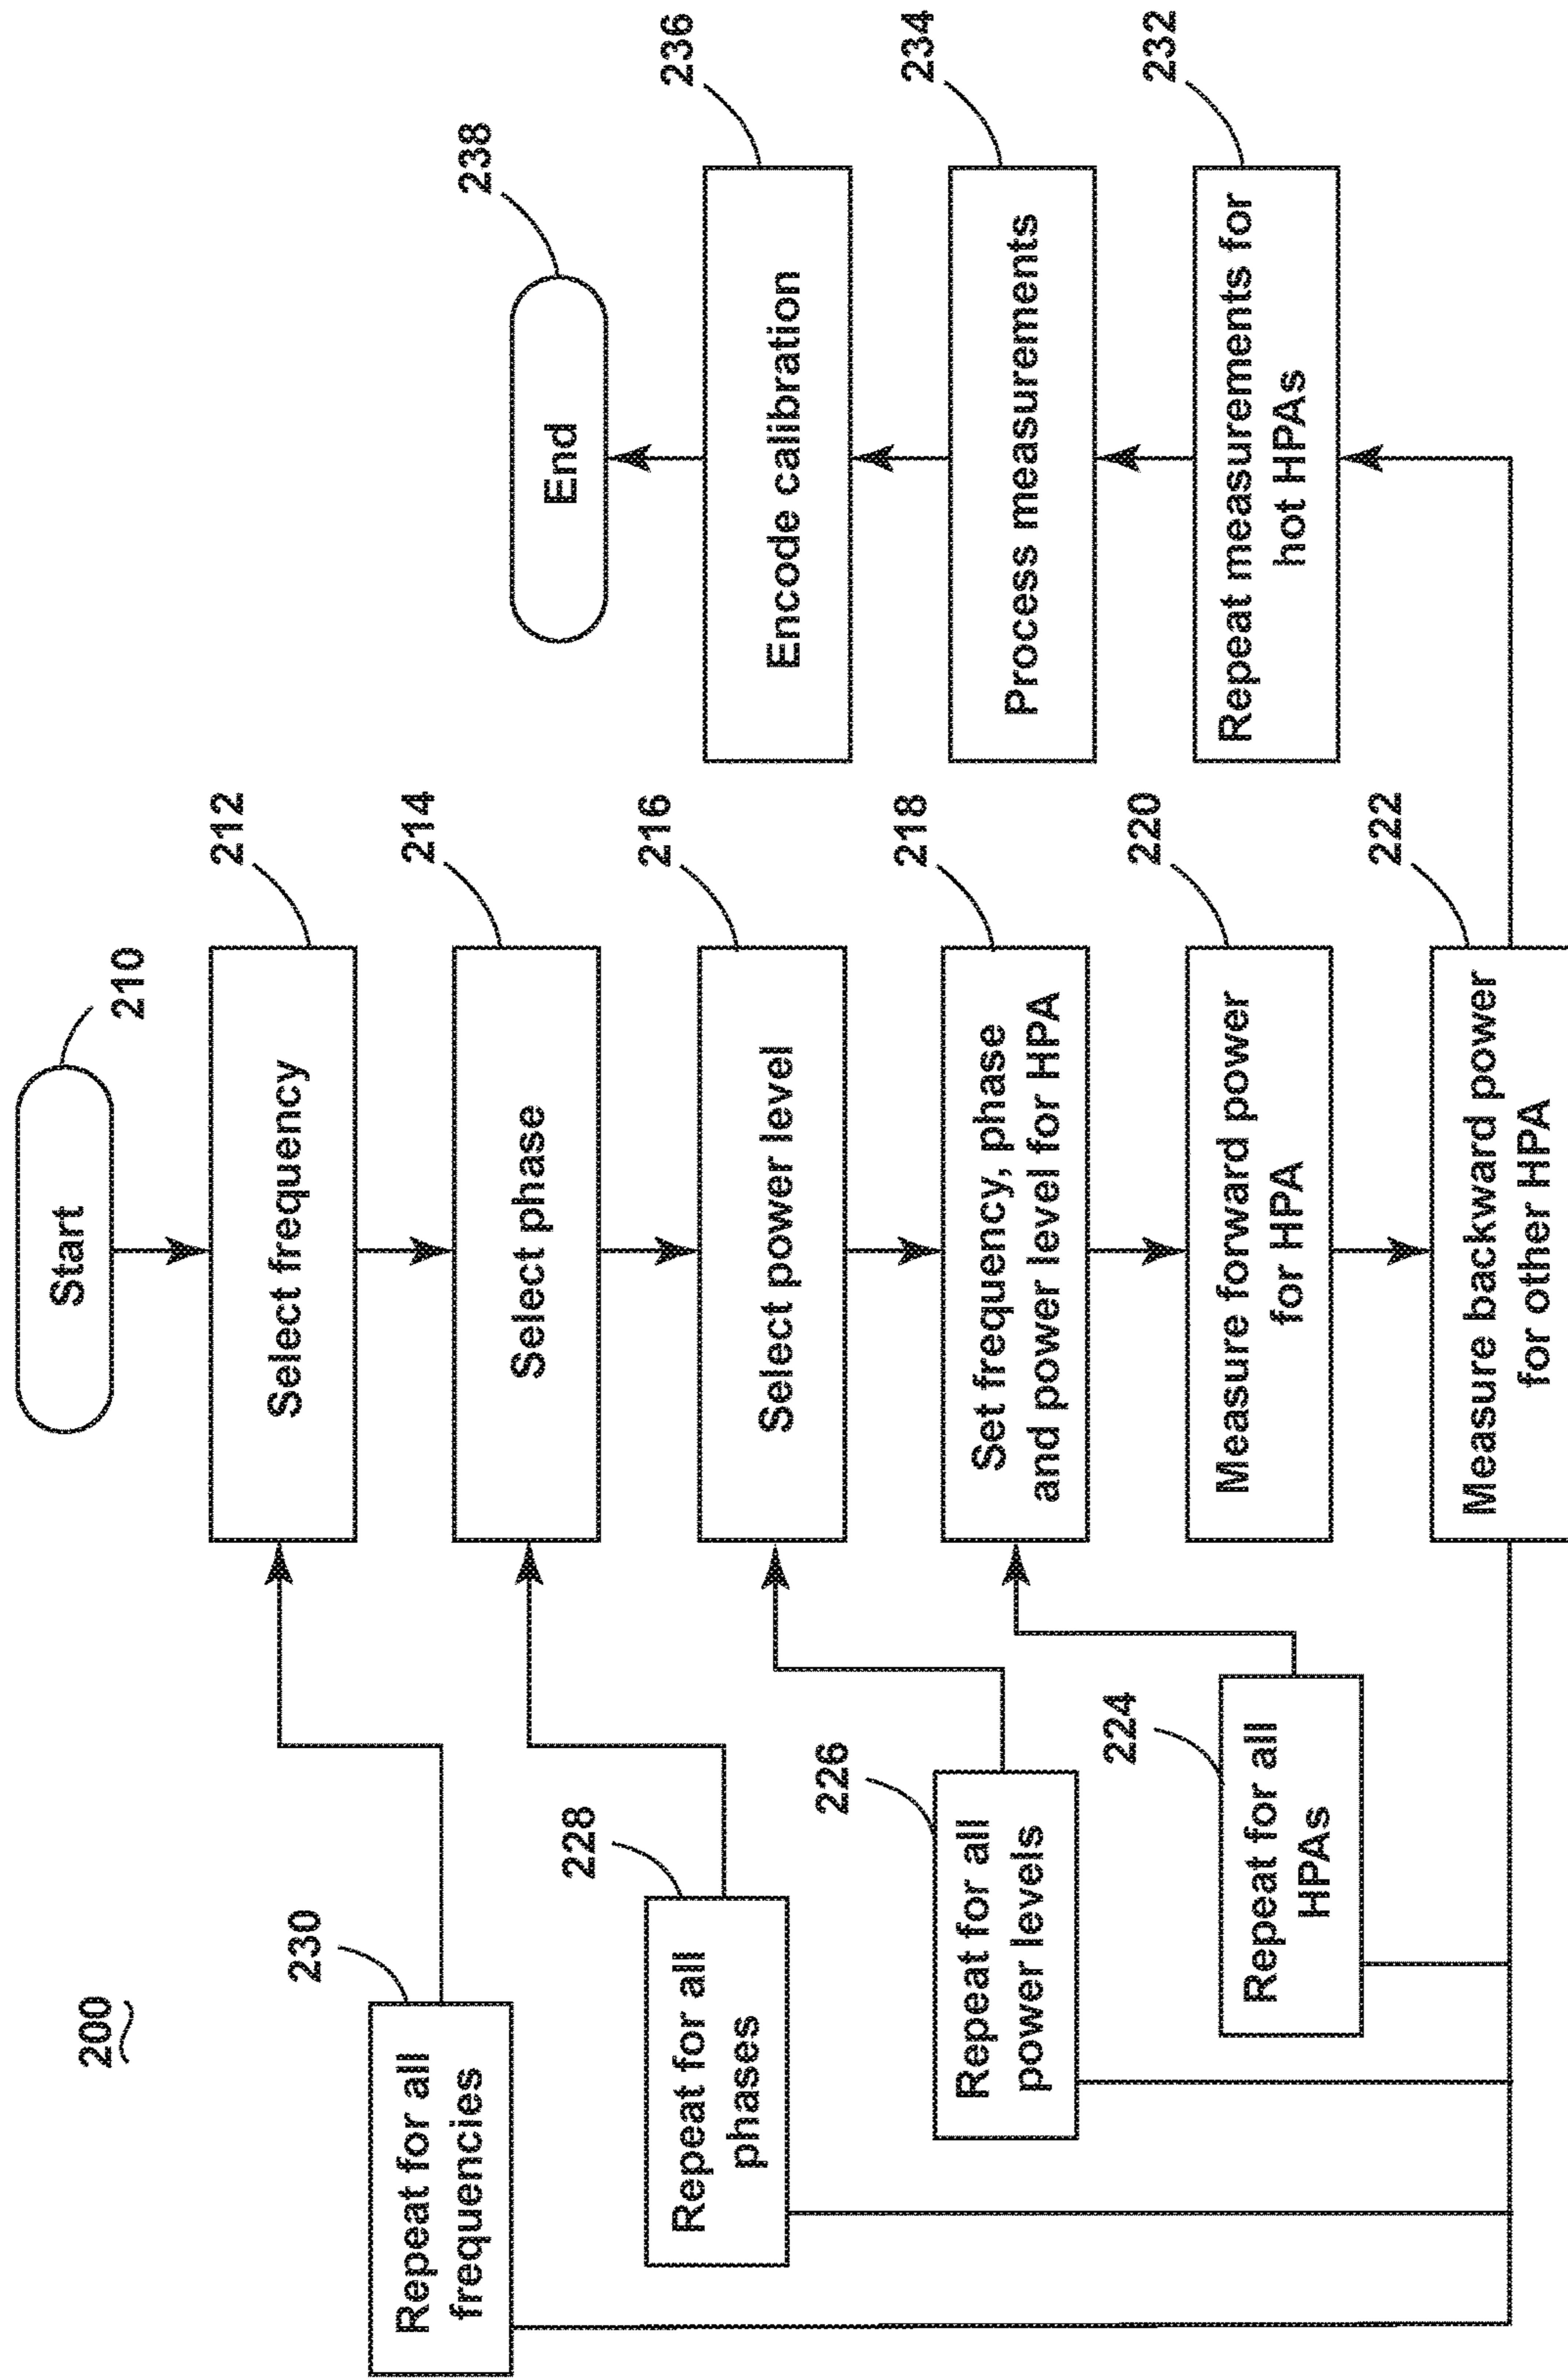 200
Start
210
Select frequency
212
Select phase
214
Select power level
216
Set frequency, phase
and power level for HPA
218
Measure forward power
for HPA
220
Measure backward power
for other HPA
222
Repeat for all
HPAs
224
Repeat for all
power levels
226
Repeat for all
phases
228
Repeat for all
frequencies
230
Repeat measurements for
hot HPAs
232
Process measurements
234
Encode calibration
236
End
238